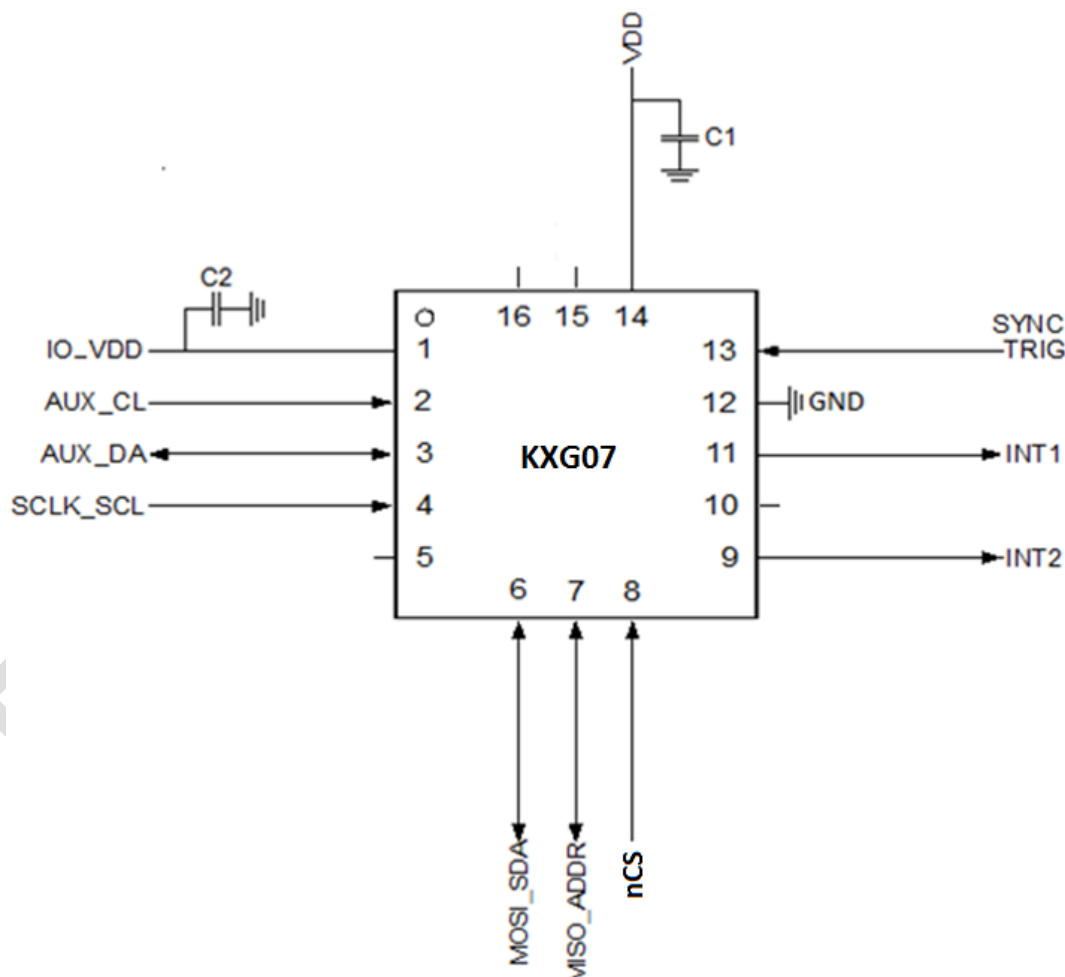 VDD
C1
C2
16 15 14
SYNC
IO_VDD 1 13 TRIG
AUX_CL 2 12 GND
AUX_DA 3 KXG07 11 INT1
SCLK_SCL 4 10
5 9 INT2
6 7 8
MOSI_SDA
MISO_ADDR
nCS